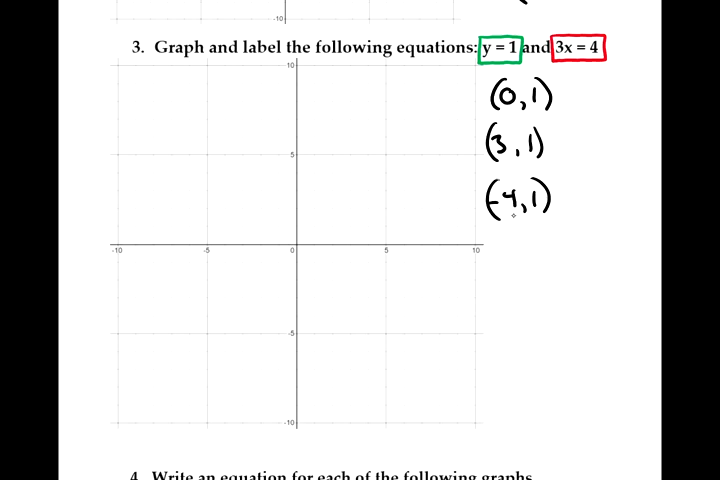 -10
3. Graph and label the following equations: y = 1 and 3x = 4
10
(0,1)
5
(3,1)
(-4,1)
-10 -5 0 5 10
-5
-10
4. Write an equation for each of the following graphs